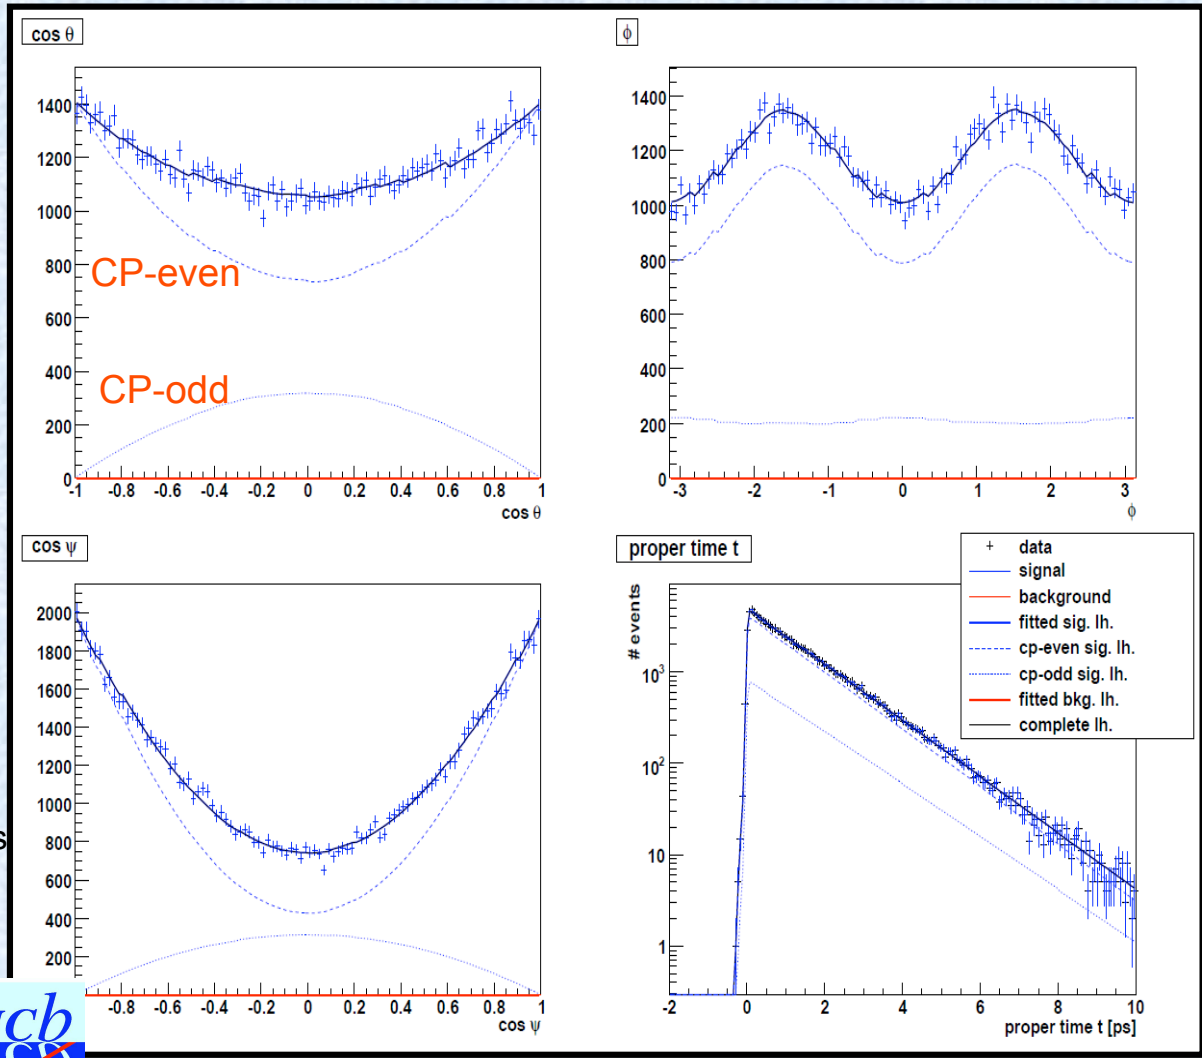 cos θ
1400
1200
1000
800
600
400
200
0
CP-even
CP-odd
-1 -0.8 -0.6 -0.4 -0.2 0 0.2 0.4 0.6 0.8 1
cos θ
ϕ
1400
1200
1000
800
600
400
200
0
-3 -2 -1 0 1 2 3
ϕ
cos ψ
2000
1800
1600
1400
1200
1000
800
600
400
200
-0.8 -0.6 -0.4 -0.2 0 0.2 0.4 0.6 0.8 1
cos ψ
proper time t
# events
10³
10²
10
1
-2 0 2 4 6 8 10
proper time t [ps]
data
signal
background
fitted sig. lh.
cp-even sig. lh.
cp-odd sig. lh.
fitted bkg. lh.
complete lh.
s
cb